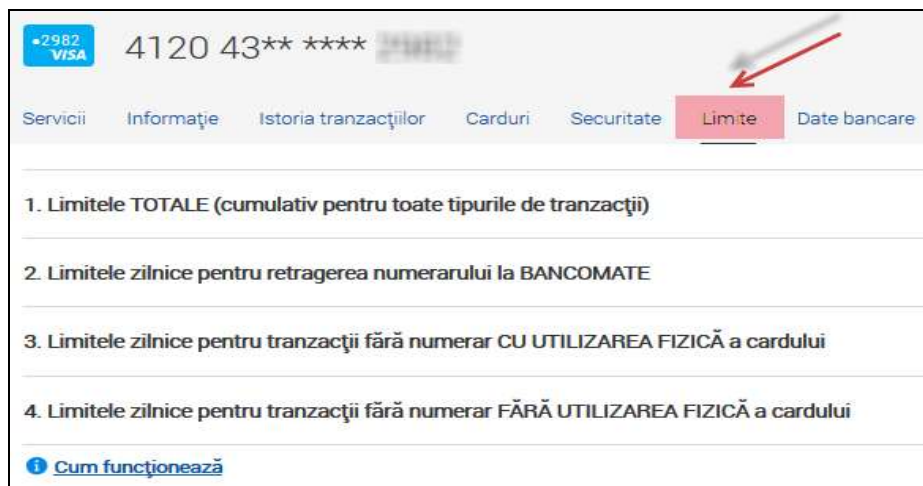 •2982
VISA
4120 43** ****
Servicii Informaţie Istoria tranzacţiilor Carduri Securitate Limite Date bancare
1. Limitele TOTALE (cumulativ pentru toate tipurile de tranzacţii)
2. Limitele zilnice pentru retragerea numerarului la BANCOMATE
3. Limitele zilnice pentru tranzacţii fără numerar CU UTILIZAREA FIZICĂ a cardului
4. Limitele zilnice pentru tranzacţii fără numerar FĂRĂ UTILIZAREA FIZICĂ a cardului
Cum funcţionează